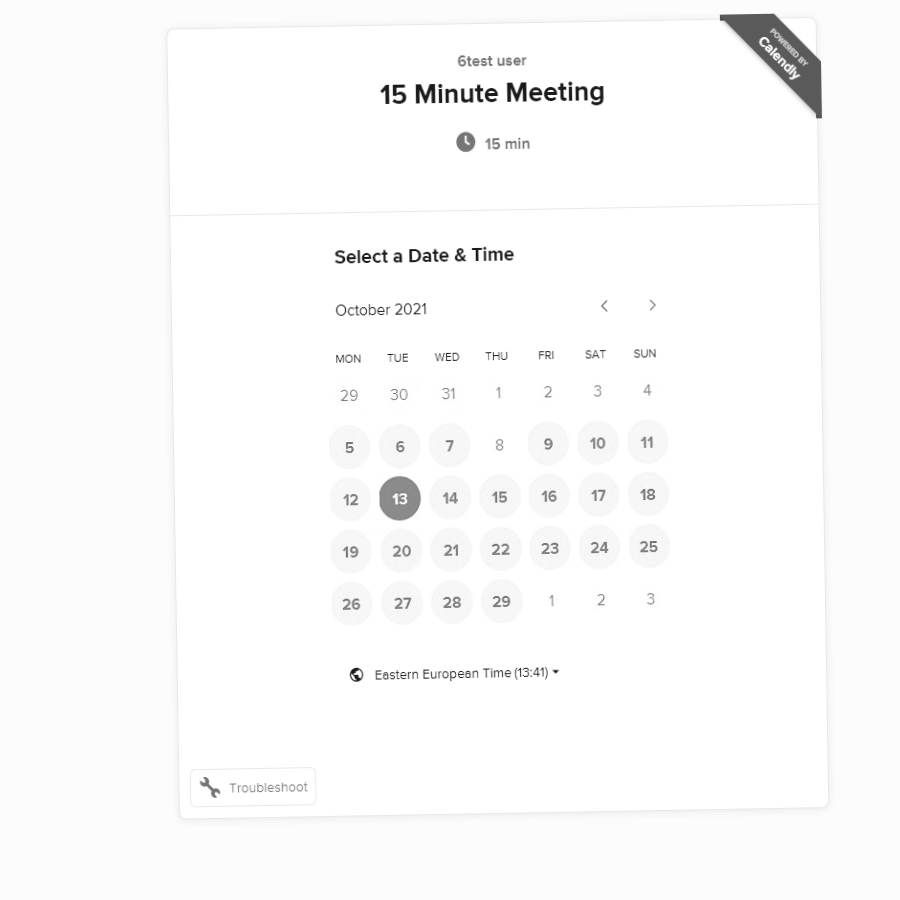 POWERED BY
Calendly
6test user
15 Minute Meeting
15 min
Select a Date & Time
October 2021
MON TUE WED THU FRI SAT SUN
29 30 31 1 2 3 4
5 6 7 8 9 10 11
12 13 14 15 16 17 18
19 20 21 22 23 24 25
26 27 28 29 1 2 3
Eastern European Time (13:41)
Troubleshoot